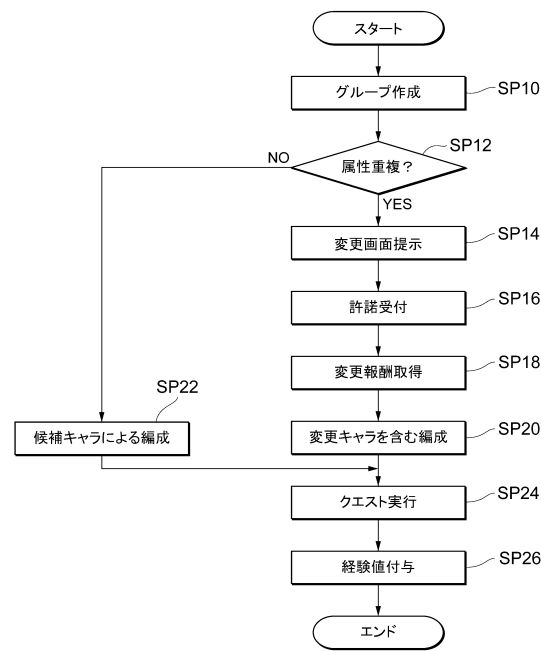 スタート
グループ作成
SP10
属性重複？
SP12
NO
YES
変更画面提示
SP14
許諾受付
SP16
変更報酬取得
SP18
SP22
候補キャラによる編成
変更キャラを含む編成
SP20
クエスト実行
SP24
経験値付与
SP26
エンド